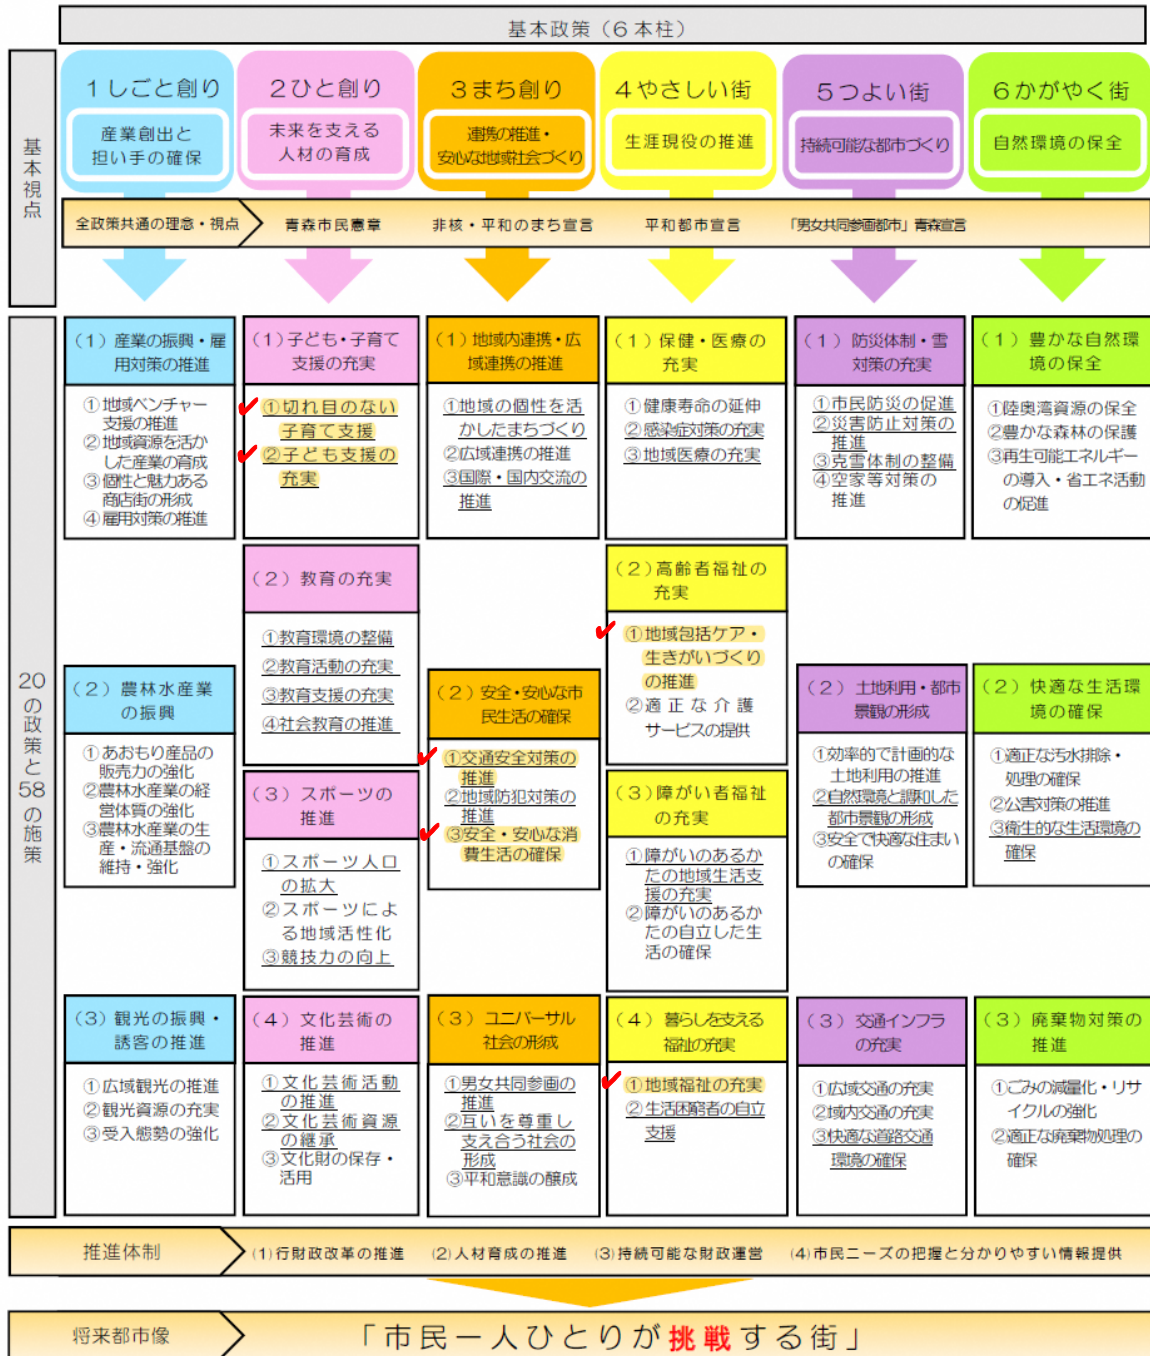 基本政策（6本柱）
基本視点
1しごと創り
産業創出と
担い手の確保
2ひと創り
未来を支える
人材の育成
3まち創り
連携の推進・
安心な地域社会づくり
4やさしい街
生涯現役の推進
5つよい街
持続可能な都市づくり
6かがやく街
自然環境の保全
全政策共通の理念・視点
青森市民憲章
非核・平和のまち宣言
平和都市宣言
「男女共同参画都市」青森宣言
20の政策と58の施策
(1) 産業の振興・雇
用対策の推進
①地域ベンチャー
支援の推進
②地域資源を活か
した産業の育成
③個性と魅力ある
商店街の形成
④雇用対策の推進
(2) 農林水産業
の振興
①あおもり産品の
販売力の強化
②農林水産業の経
営体質の強化
③農林水産業の生
産・流通基盤の
維持・強化
(3) 観光の振興・
誘客の推進
①広域観光の推進
②観光資源の充実
③受入態勢の強化
(1)子ども・子育て
支援の充実
①切れ目のない
子育て支援
②子ども支援の
充実
(2) 教育の充実
①教育環境の整備
②教育活動の充実
③教育支援の充実
④社会教育の推進
(3) スポーツの
推進
①スポーツ人口
の拡大
②スポーツによ
る地域活性化
③競技力の向上
(4) 文化芸術の
推進
①文化芸術活動
の推進
②文化芸術資源
の継承
③文化財の保存・
活用
(1) 地域内連携・広
域連携の推進
①地域の個性を活
かしたまちづくり
②広域連携の推進
③国際・国内交流の
推進
(2) 安全・安心な市
民生活の確保
①交通安全対策の
推進
②地域防犯対策の
推進
③安全・安心な消
費生活の確保
(3) ユニバーサル
社会の形成
①男女共同参画の
推進
②互いを尊重し
支え合う社会の
形成
③平和意識の醸成
(1) 保健・医療の
充実
①健康寿命の延伸
②感染症対策の充実
③地域医療の充実
(2)高齢者福祉の
充実
①地域包括ケア・
生きがいづくり
の推進
②適正な介護
サービスの提供
(3)障がい者福祉
の充実
①障がいのあるか
たの地域生活支
援の充実
②障がいのあるか
たの自立した生
活の確保
(4) 暮らしを支える
福祉の充実
①地域福祉の充実
②生活困窮者の自立
支援
(1) 防災体制・雪
対策の充実
①市民防災の促進
②災害防止対策の
推進
③克雪体制の整備
④空家等対策の
推進
(2) 土地利用・都市
景観の形成
①効率的で計画的な
土地利用の推進
②自然環境と調和した
都市景観の形成
③安全で快適な住まい
の確保
(3) 交通インフラ
の充実
①広域交通の充実
②域内交通の充実
③快適な道路交通
環境の確保
(1) 豊かな自然環
境の保全
①陸奥湾資源の保全
②豊かな森林の保護
③再生可能エネルギー
の導入・省エネ活動
の促進
(2) 快適な生活環
境の確保
①適正な汚水排除・
処理の確保
②公害対策の推進
③衛生的な生活環境の
確保
(3) 廃棄物対策の
推進
①ごみの減量化・リサ
イクルの強化
②適正な廃棄物処理の
確保
推進体制
(1)行財政改革の推進
(2)人材育成の推進
(3)持続可能な財政運営
(4)市民ニーズの把握と分かりやすい情報提供
将来都市像
「市民一人ひとりが挑戦する街」